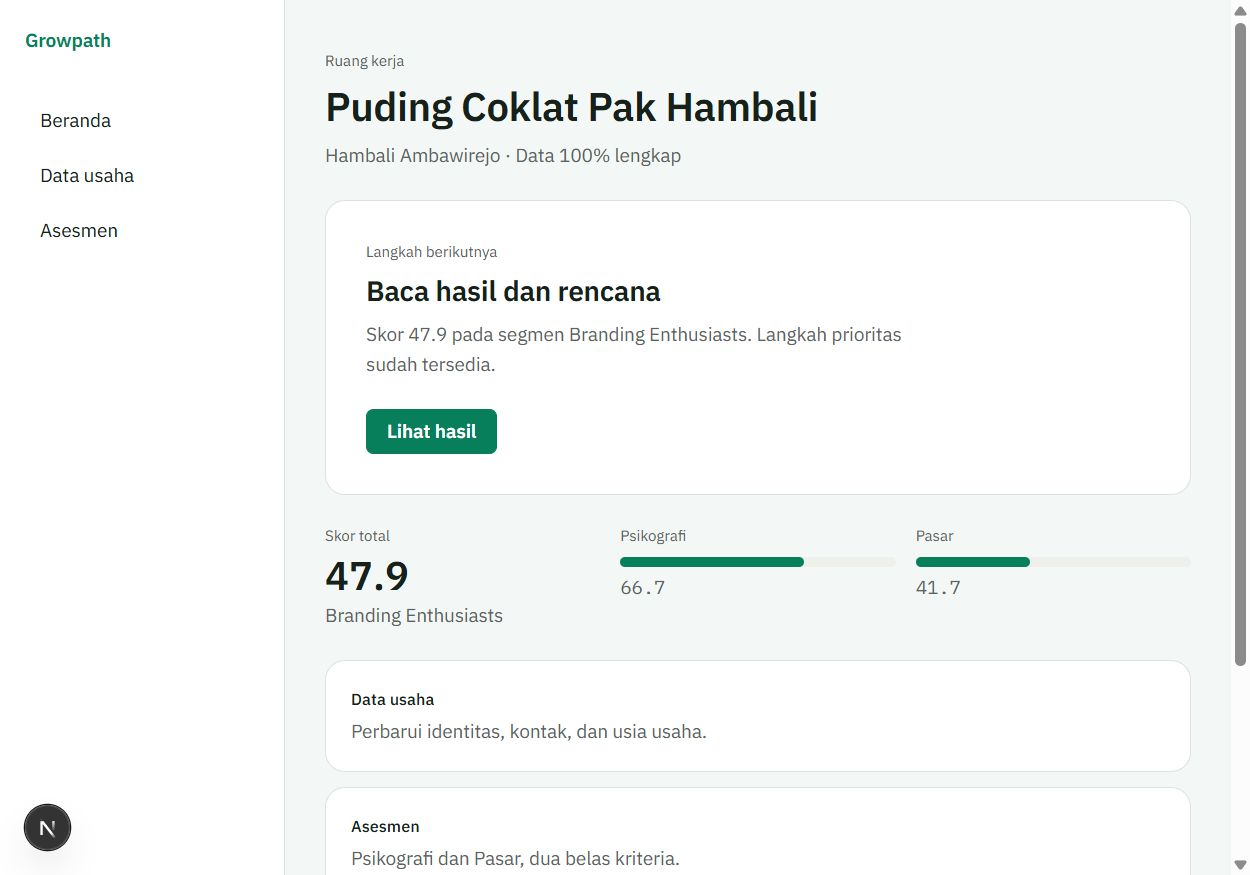 Growpath
Beranda
Data usaha
Asesmen
Ruang kerja
Puding Coklat Pak Hambali
Hambali Ambawirejo · Data 100% lengkap
Langkah berikutnya
Baca hasil dan rencana
Skor 47.9 pada segmen Branding Enthusiasts. Langkah prioritas
sudah tersedia.
Lihat hasil
Skor total
47.9
Branding Enthusiasts
Psikografi
66.7
Pasar
41.7
Data usaha
Perbarui identitas, kontak, dan usia usaha.
Asesmen
Psikografi dan Pasar, dua belas kriteria.
N